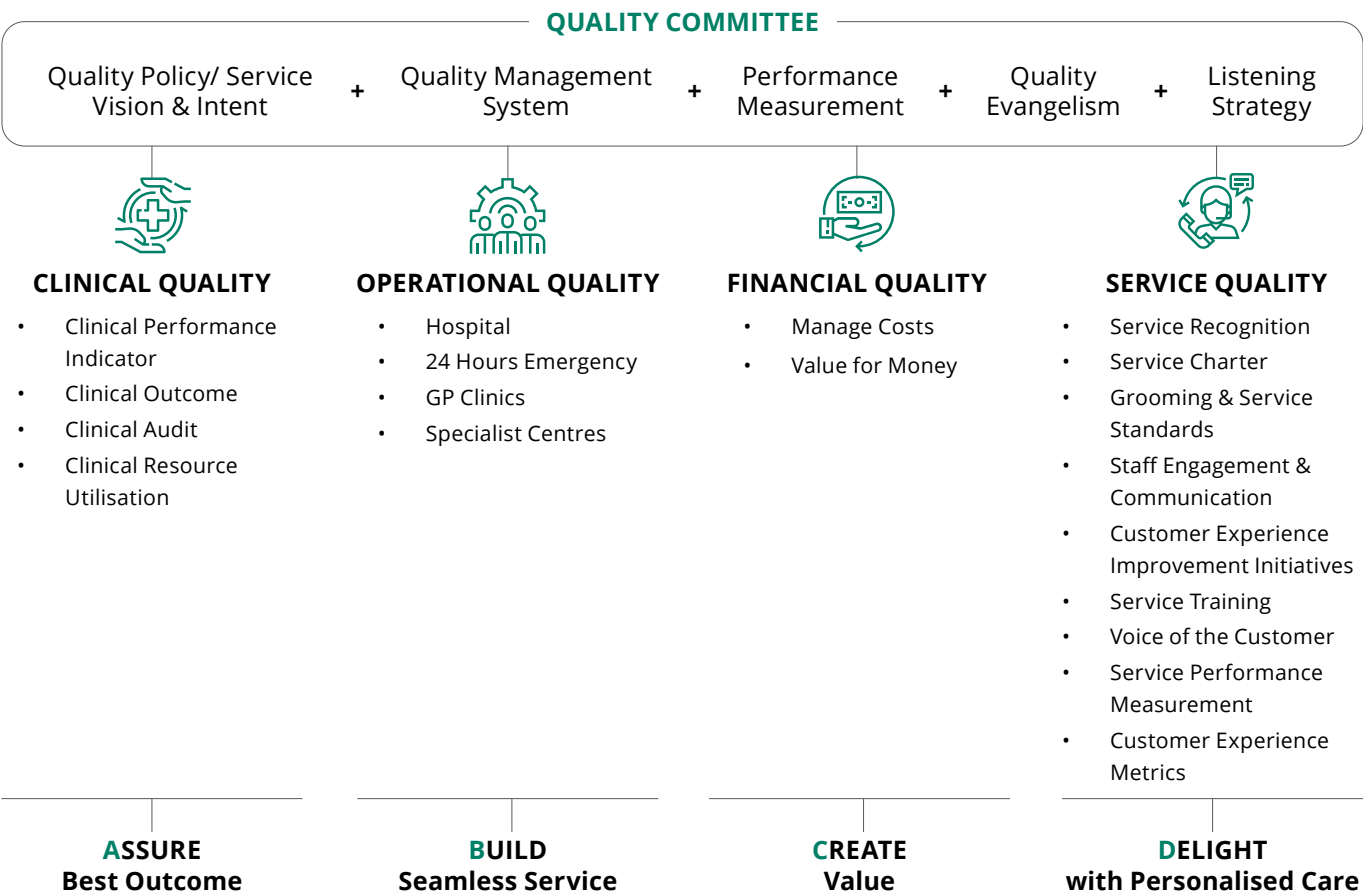 QUALITY COMMITTEE
Quality Policy/ Service
Vision & Intent
+
Quality Management
System
+
Performance
Measurement
+
Quality
Evangelism
+
Listening
Strategy
CLINICAL QUALITY
• Clinical Performance
Indicator
• Clinical Outcome
• Clinical Audit
• Clinical Resource
Utilisation
ASSURE
Best Outcome
OPERATIONAL QUALITY
• Hospital
• 24 Hours Emergency
• GP Clinics
• Specialist Centres
BUILD
Seamless Service
FINANCIAL QUALITY
• Manage Costs
• Value for Money
CREATE
Value
SERVICE QUALITY
• Service Recognition
• Service Charter
• Grooming & Service
Standards
• Staff Engagement &
Communication
• Customer Experience
Improvement Initiatives
• Service Training
• Voice of the Customer
• Service Performance
Measurement
• Customer Experience
Metrics
DELIGHT
with Personalised Care